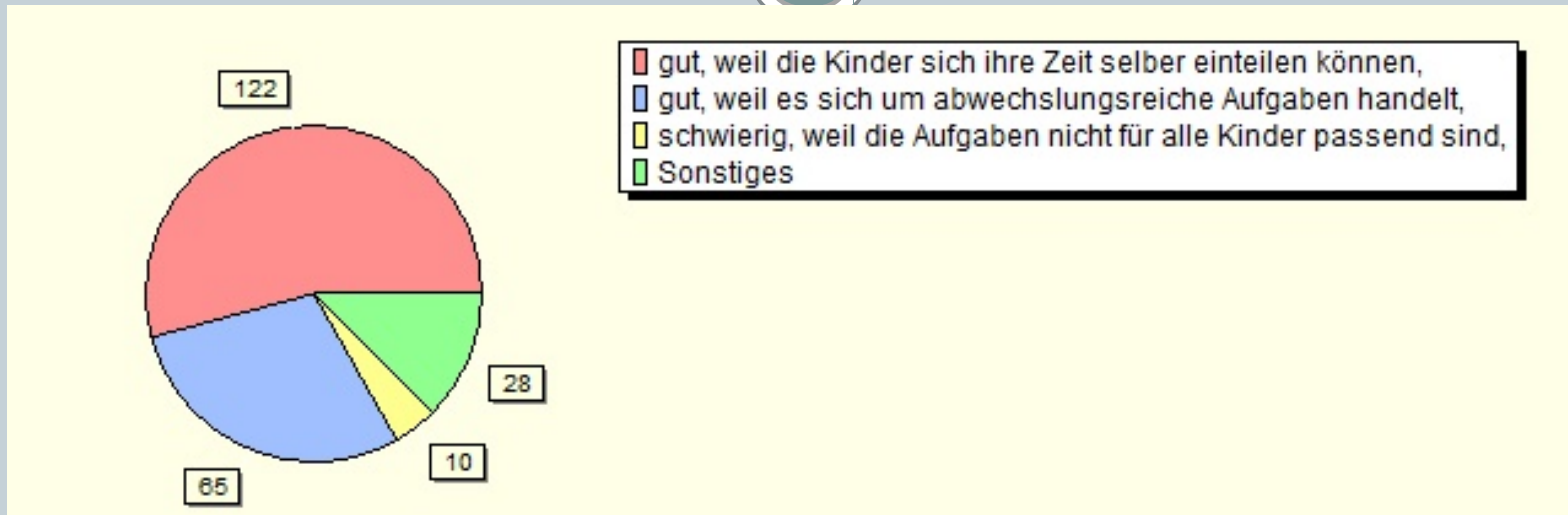 122
gut, weil die Kinder sich ihre Zeit selber einteilen können,
gut, weil es sich um abwechslungsreiche Aufgaben handelt,
schwierig, weil die Aufgaben nicht für alle Kinder passend sind,
Sonstiges
28
10
65